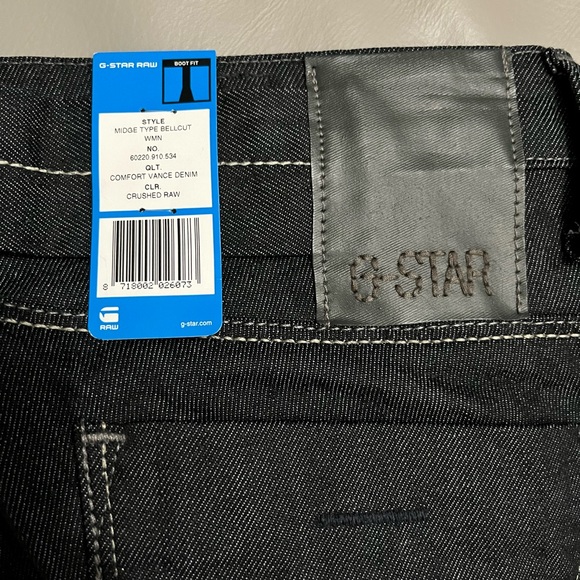 G-STAR RAW
BOOT FIT
STYLE
MIDGE TYPE BELLCUT
WMN
NO.
60220.910.534
QLT.
COMFORT VANCE DENIM
CLR.
CRUSHED RAW
8 718002 026073
RAW
g-star.com
G-STAR